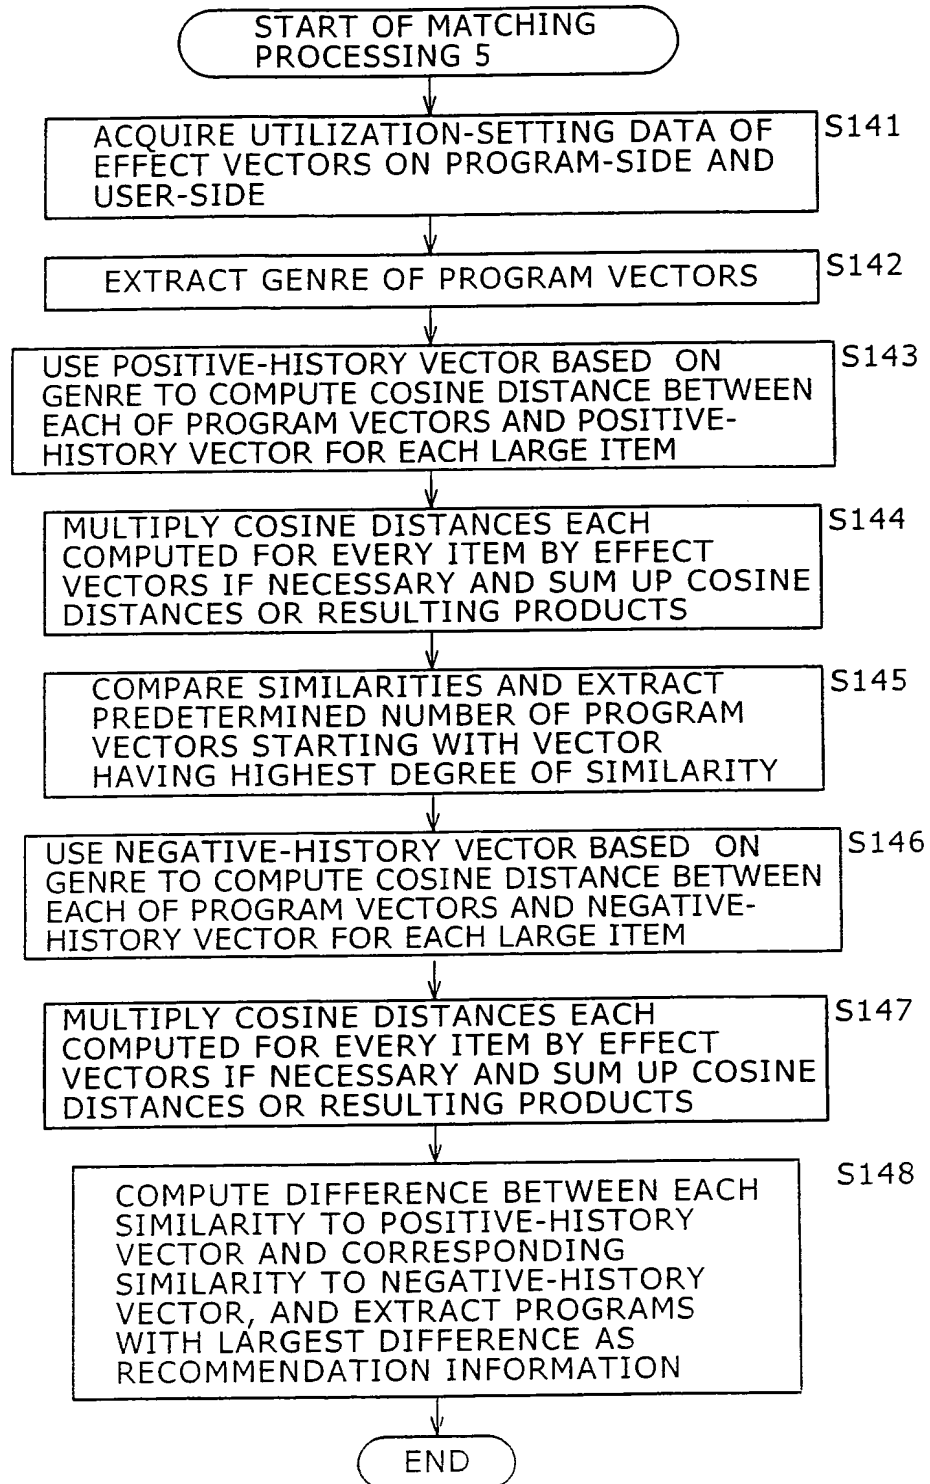 START OF MATCHING
PROCESSING 5
ACQUIRE UTILIZATION-SETTING DATA OF
EFFECT VECTORS ON PROGRAM-SIDE AND
USER-SIDE
S141
EXTRACT GENRE OF PROGRAM VECTORS
S142
USE POSITIVE-HISTORY VECTOR BASED ON
GENRE TO COMPUTE COSINE DISTANCE BETWEEN
EACH OF PROGRAM VECTORS AND POSITIVE-
HISTORY VECTOR FOR EACH LARGE ITEM
S143
MULTIPLY COSINE DISTANCES EACH
COMPUTED FOR EVERY ITEM BY EFFECT
VECTORS IF NECESSARY AND SUM UP COSINE
DISTANCES OR RESULTING PRODUCTS
S144
COMPARE SIMILARITIES AND EXTRACT
PREDETERMINED NUMBER OF PROGRAM
VECTORS STARTING WITH VECTOR
HAVING HIGHEST DEGREE OF SIMILARITY
S145
USE NEGATIVE-HISTORY VECTOR BASED ON
GENRE TO COMPUTE COSINE DISTANCE BETWEEN
EACH OF PROGRAM VECTORS AND NEGATIVE-
HISTORY VECTOR FOR EACH LARGE ITEM
S146
MULTIPLY COSINE DISTANCES EACH
COMPUTED FOR EVERY ITEM BY EFFECT
VECTORS IF NECESSARY AND SUM UP COSINE
DISTANCES OR RESULTING PRODUCTS
S147
COMPUTE DIFFERENCE BETWEEN EACH
SIMILARITY TO POSITIVE-HISTORY
VECTOR AND CORRESPONDING
SIMILARITY TO NEGATIVE-HISTORY
VECTOR, AND EXTRACT PROGRAMS
WITH LARGEST DIFFERENCE AS
RECOMMENDATION INFORMATION
S148
END